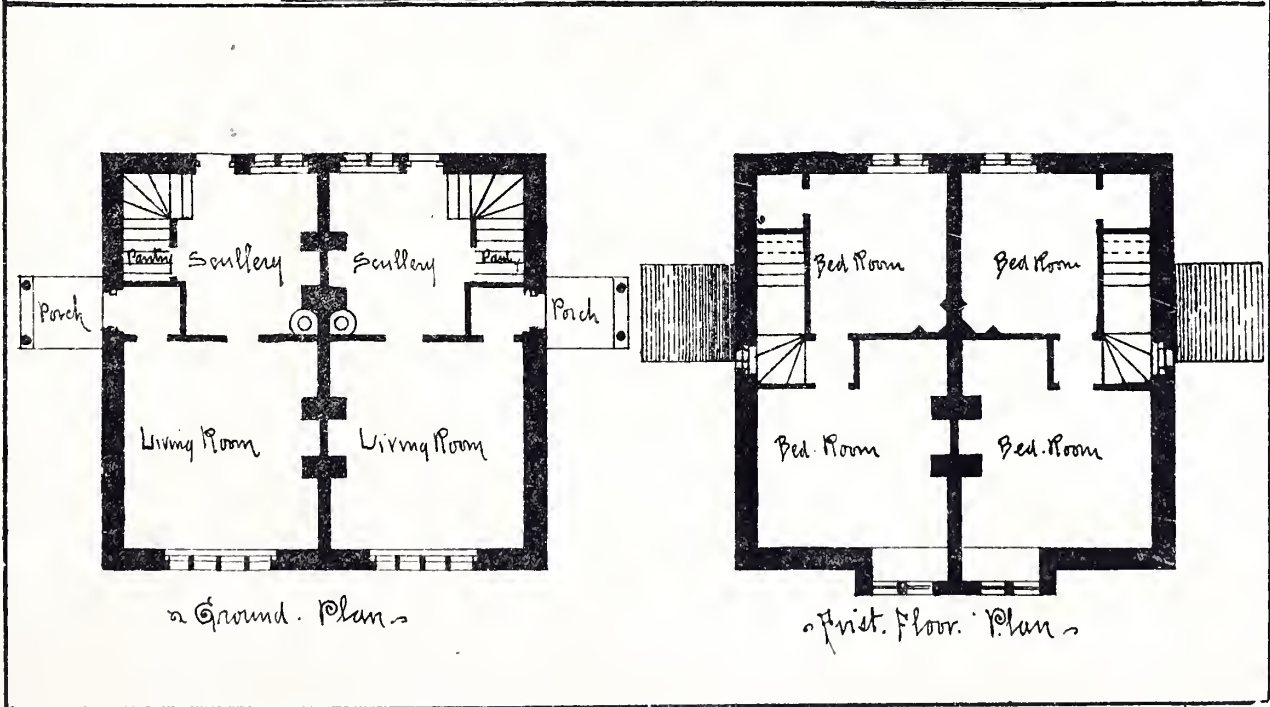 Pantry
Scullery
Scullery
Pantry
Porch
Porch
Living Room
Living Room
Ground. Plan
Bed Room
Bed Room
Bed. Room
Bed. Room
First. Floor. Plan